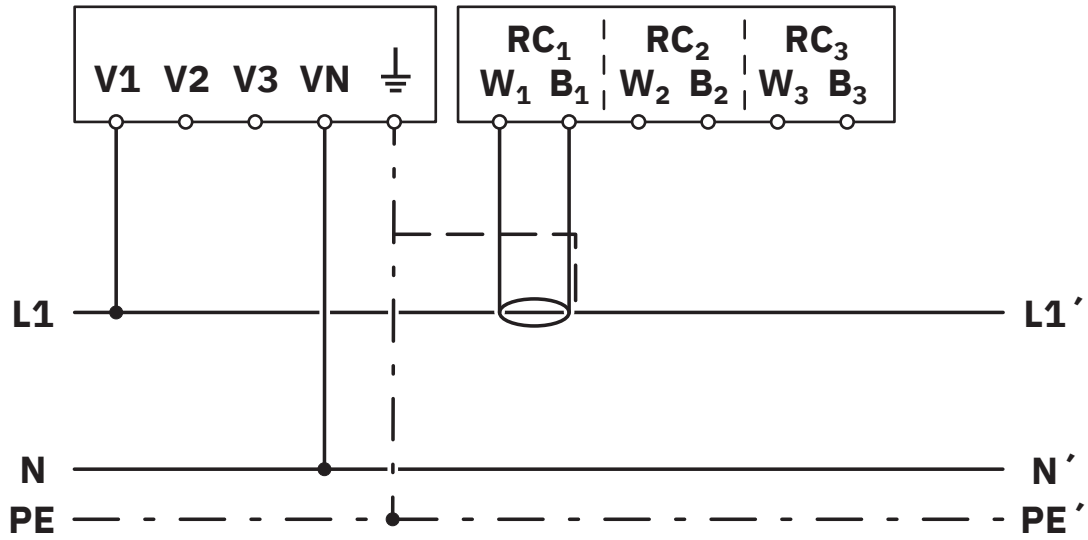 RC₁ RC₂ RC₃
V1 V2 V3 VN W₁ B₁ W₂ B₂ W₃ B₃
L1 L1´
N N´
PE PE´